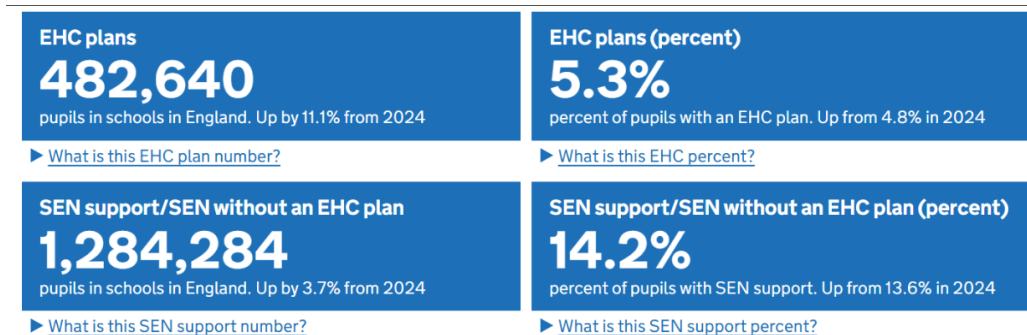 EHC plans
482,640
pupils in schools in England. Up by 11.1% from 2024
▶ What is this EHC plan number?
EHC plans (percent)
5.3%
percent of pupils with an EHC plan. Up from 4.8% in 2024
▶ What is this EHC percent?
SEN support/SEN without an EHC plan
1,284,284
pupils in schools in England. Up by 3.7% from 2024
▶ What is this SEN support number?
SEN support/SEN without an EHC plan (percent)
14.2%
percent of pupils with SEN support. Up from 13.6% in 2024
▶ What is this SEN support percent?